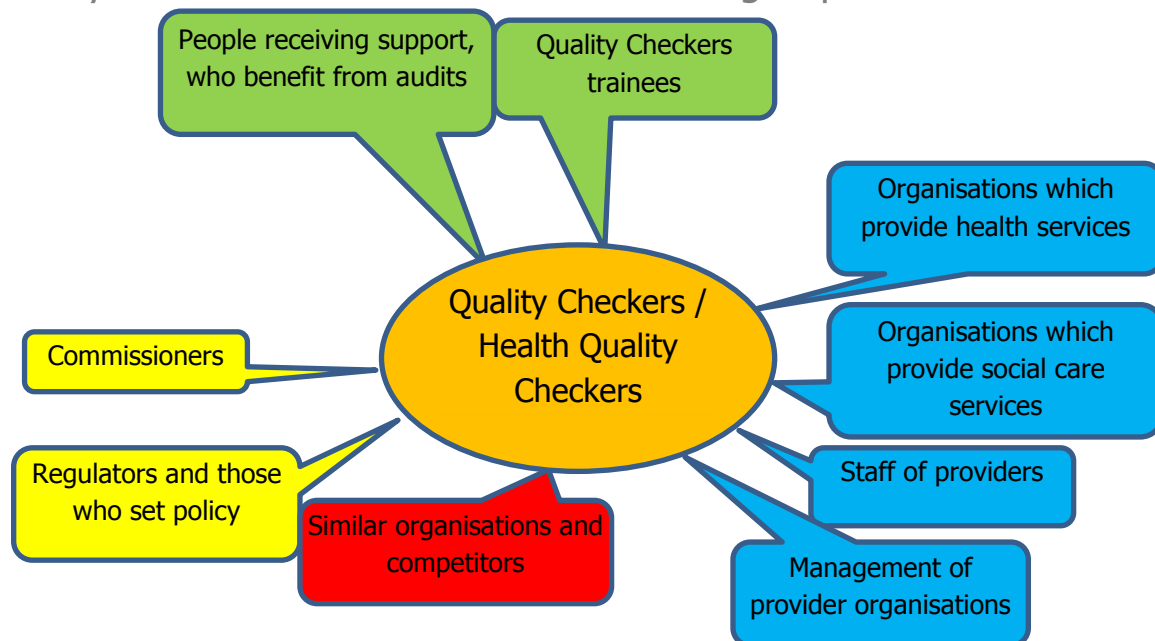 People receiving support,
who benefit from audits
Quality Checkers
trainees
Organisations which
provide health services
Quality Checkers /
Health Quality
Checkers
Organisations which
provide social care
services
Commissioners
Staff of providers
Regulators and those
who set policy
Similar organisations and
competitors
Management of
provider organisations